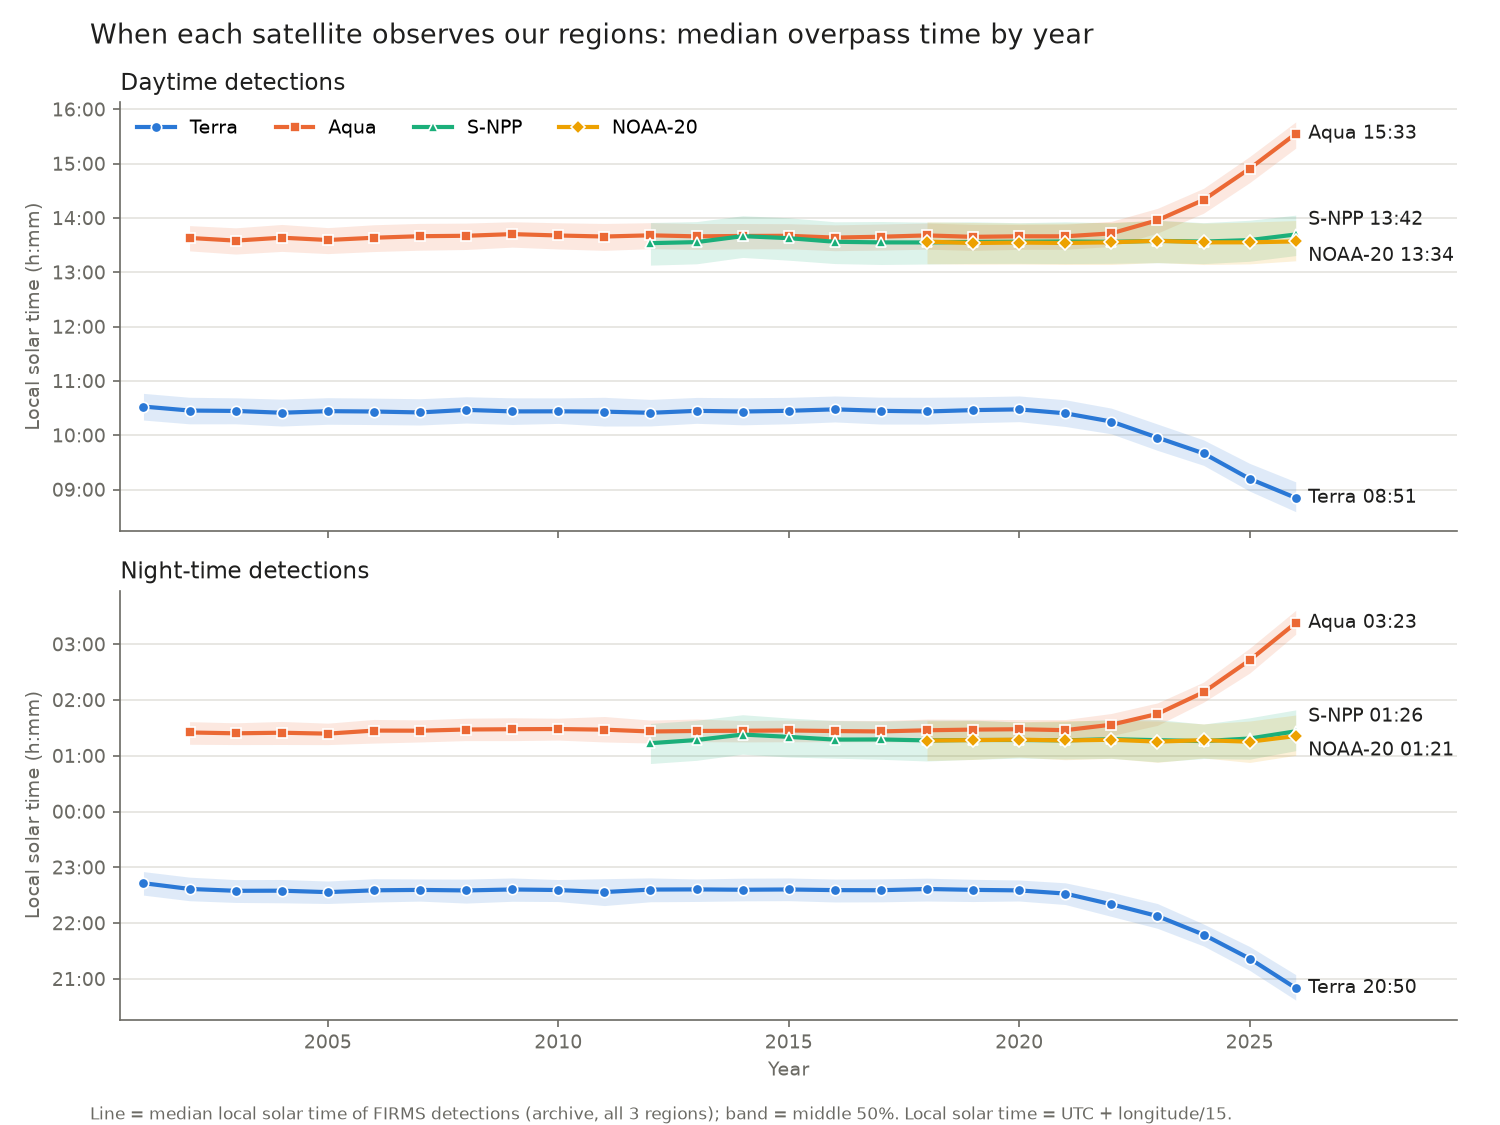 When each satellite observes our regions: median overpass time by year
Daytime detections
Terra
Aqua
S-NPP
NOAA-20
Local solar time (h:mm)
16:00
15:00
14:00
13:00
12:00
11:00
10:00
09:00
Aqua 15:33
S-NPP 13:42
NOAA-20 13:34
Terra 08:51
Night-time detections
Local solar time (h:mm)
03:00
02:00
01:00
00:00
23:00
22:00
21:00
Aqua 03:23
S-NPP 01:26
NOAA-20 01:21
Terra 20:50
2005
2010
2015
2020
2025
Year
Line = median local solar time of FIRMS detections (archive, all 3 regions); band = middle 50%. Local solar time = UTC + longitude/15.